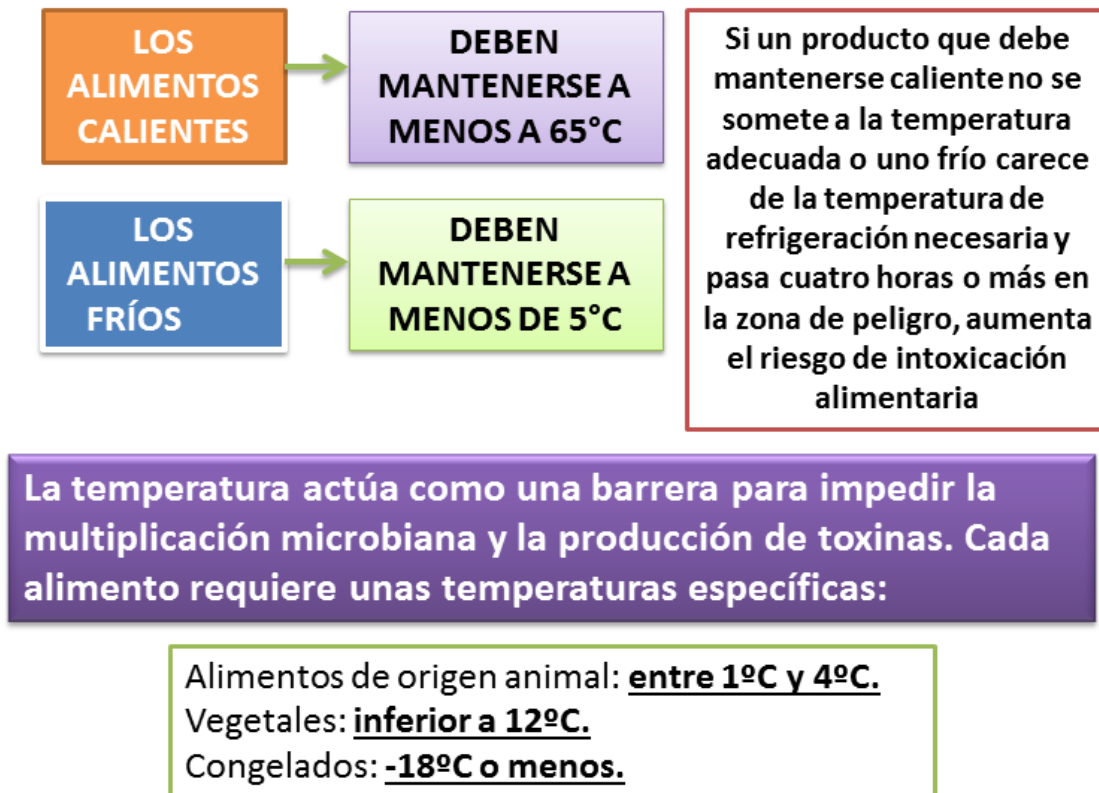 LOS
ALIMENTOS
CALIENTES
DEBEN
MANTENERSE A
MENOS A 65°C
LOS
ALIMENTOS
FRÍOS
DEBEN
MANTENERSE A
MENOS DE 5°C
Si un producto que debe
mantenerse caliente no se
somete a la temperatura
adecuada o uno frío carece
de la temperatura de
refrigeración necesaria y
pasa cuatro horas o más en
la zona de peligro, aumenta
el riesgo de intoxicación
alimentaria
La temperatura actúa como una barrera para impedir la
multiplicación microbiana y la producción de toxinas. Cada
alimento requiere unas temperaturas específicas:
Alimentos de origen animal: entre 1ºC y 4ºC.
Vegetales: inferior a 12ºC.
Congelados: -18ºC o menos.